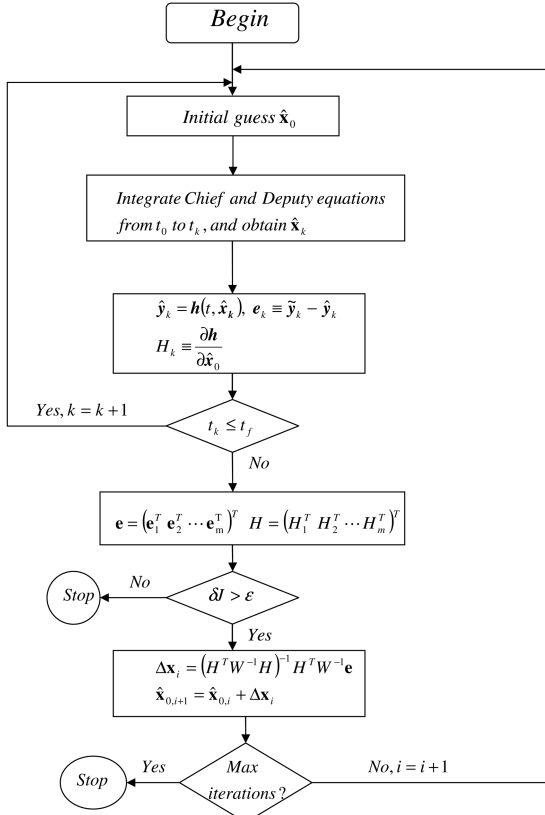 Begin
Initial guess x̂₀
Integrate Chief and Deputy equations
from t₀ to tₖ, and obtain x̂ₖ
ŷₖ = h(t, x̂ₖ), eₖ ≡ ỹₖ − ŷₖ
Hₖ ≡ ∂h/∂x̂₀
Yes, k = k+1
tₖ ≤ t_f
No
e = (e₁ᵀ e₂ᵀ ⋯ eₘᵀ)ᵀ H = (H₁ᵀ H₂ᵀ ⋯ Hₘᵀ)ᵀ
Stop
No
δJ > ε
Yes
Δxᵢ = (HᵀW⁻¹H)⁻¹ HᵀW⁻¹e
x̂₀,ᵢ₊₁ = x̂₀,ᵢ + Δxᵢ
Stop
Yes
Max
iterations?
No, i = i+1